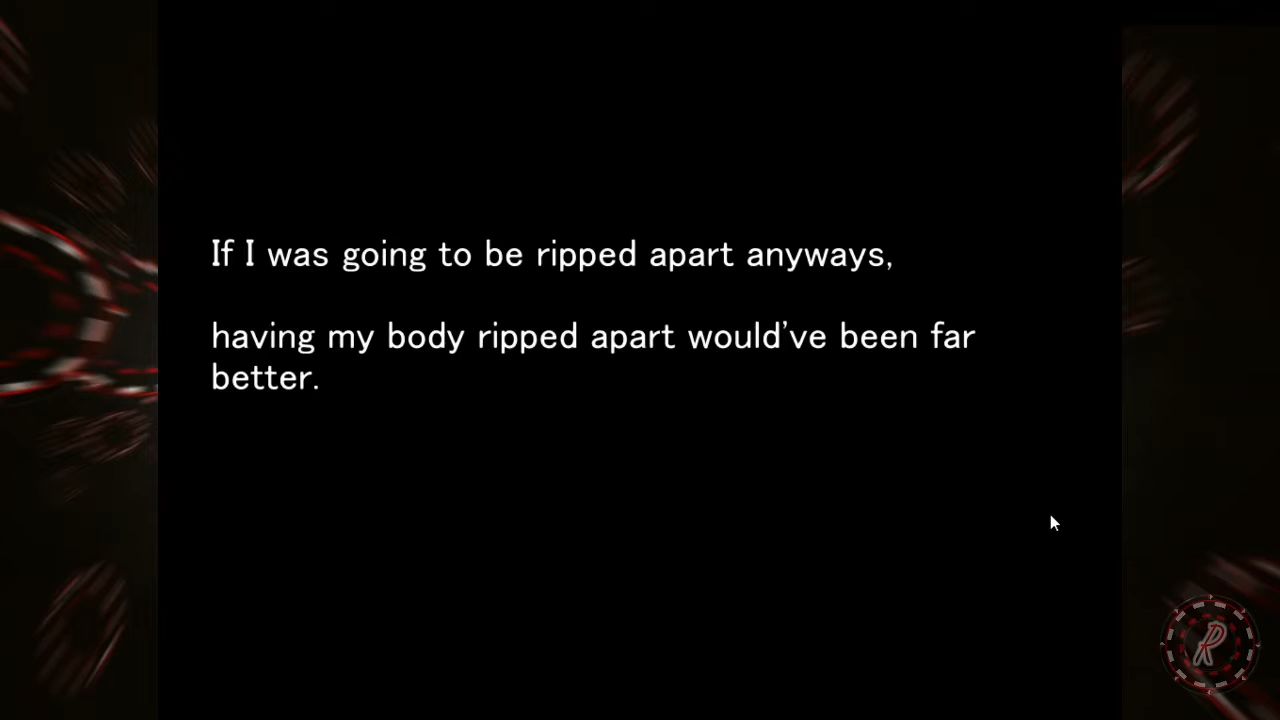 If I was going to be ripped apart anyways,
having my body ripped apart would've been far
better.
R